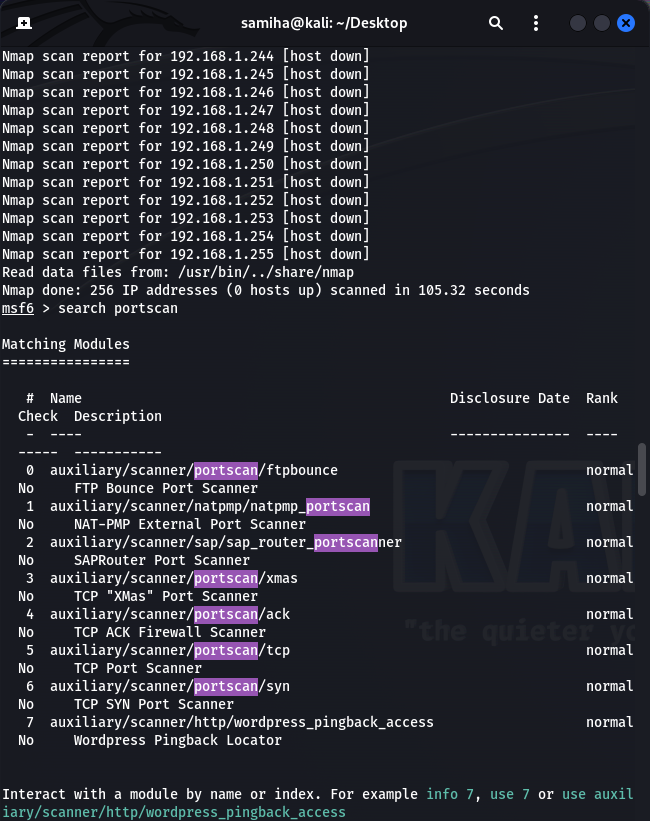 samiha@kali: ~/Desktop
Nmap scan report for 192.168.1.244 [host down]
Nmap scan report for 192.168.1.245 [host down]
Nmap scan report for 192.168.1.246 [host down]
Nmap scan report for 192.168.1.247 [host down]
Nmap scan report for 192.168.1.248 [host down]
Nmap scan report for 192.168.1.249 [host down]
Nmap scan report for 192.168.1.250 [host down]
Nmap scan report for 192.168.1.251 [host down]
Nmap scan report for 192.168.1.252 [host down]
Nmap scan report for 192.168.1.253 [host down]
Nmap scan report for 192.168.1.254 [host down]
Nmap scan report for 192.168.1.255 [host down]
Read data files from: /usr/bin/../share/nmap
Nmap done: 256 IP addresses (0 hosts up) scanned in 105.32 seconds
msf6 > search portscan

Matching Modules
================

   #  Name                                              Disclosure Date  Rank
  Check  Description
   -  ----                                              ---------------  ----
  -----  -----------
   0  auxiliary/scanner/portscan/ftpbounce                               normal
  No     FTP Bounce Port Scanner
   1  auxiliary/scanner/natpmp/natpmp_portscan                           normal
  No     NAT-PMP External Port Scanner
   2  auxiliary/scanner/sap/sap_router_portscanner                       normal
  No     SAPRouter Port Scanner
   3  auxiliary/scanner/portscan/xmas                                    normal
  No     TCP "XMas" Port Scanner
   4  auxiliary/scanner/portscan/ack                                     normal
  No     TCP ACK Firewall Scanner
   5  auxiliary/scanner/portscan/tcp                                     normal
  No     TCP Port Scanner
   6  auxiliary/scanner/portscan/syn                                     normal
  No     TCP SYN Port Scanner
   7  auxiliary/scanner/http/wordpress_pingback_access                   normal
  No     Wordpress Pingback Locator

Interact with a module by name or index. For example info 7, use 7 or use auxil
iary/scanner/http/wordpress_pingback_access
KA
"the quieter yo